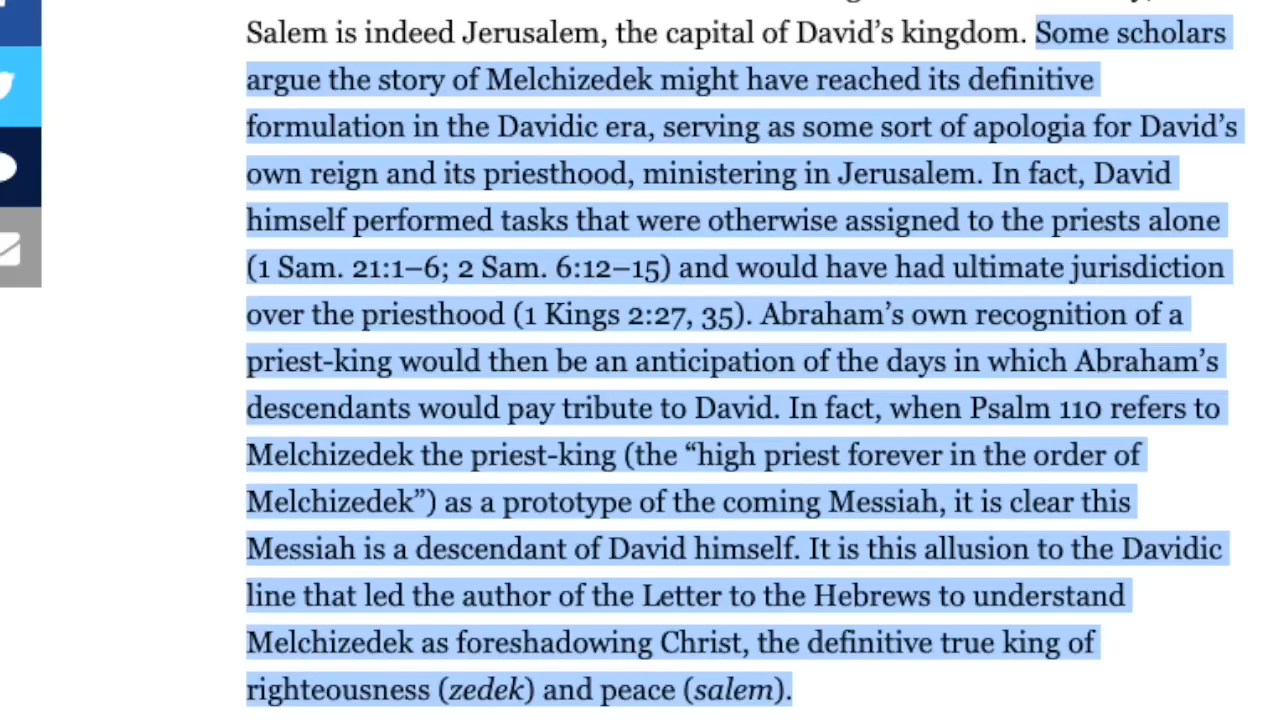 Salem is indeed Jerusalem, the capital of David’s kingdom. Some scholars
argue the story of Melchizedek might have reached its definitive
formulation in the Davidic era, serving as some sort of apologia for David’s
own reign and its priesthood, ministering in Jerusalem. In fact, David
himself performed tasks that were otherwise assigned to the priests alone
(1 Sam. 21:1–6; 2 Sam. 6:12–15) and would have had ultimate jurisdiction
over the priesthood (1 Kings 2:27, 35). Abraham’s own recognition of a
priest-king would then be an anticipation of the days in which Abraham’s
descendants would pay tribute to David. In fact, when Psalm 110 refers to
Melchizedek the priest-king (the “high priest forever in the order of
Melchizedek”) as a prototype of the coming Messiah, it is clear this
Messiah is a descendant of David himself. It is this allusion to the Davidic
line that led the author of the Letter to the Hebrews to understand
Melchizedek as foreshadowing Christ, the definitive true king of
righteousness (zedek) and peace (salem).